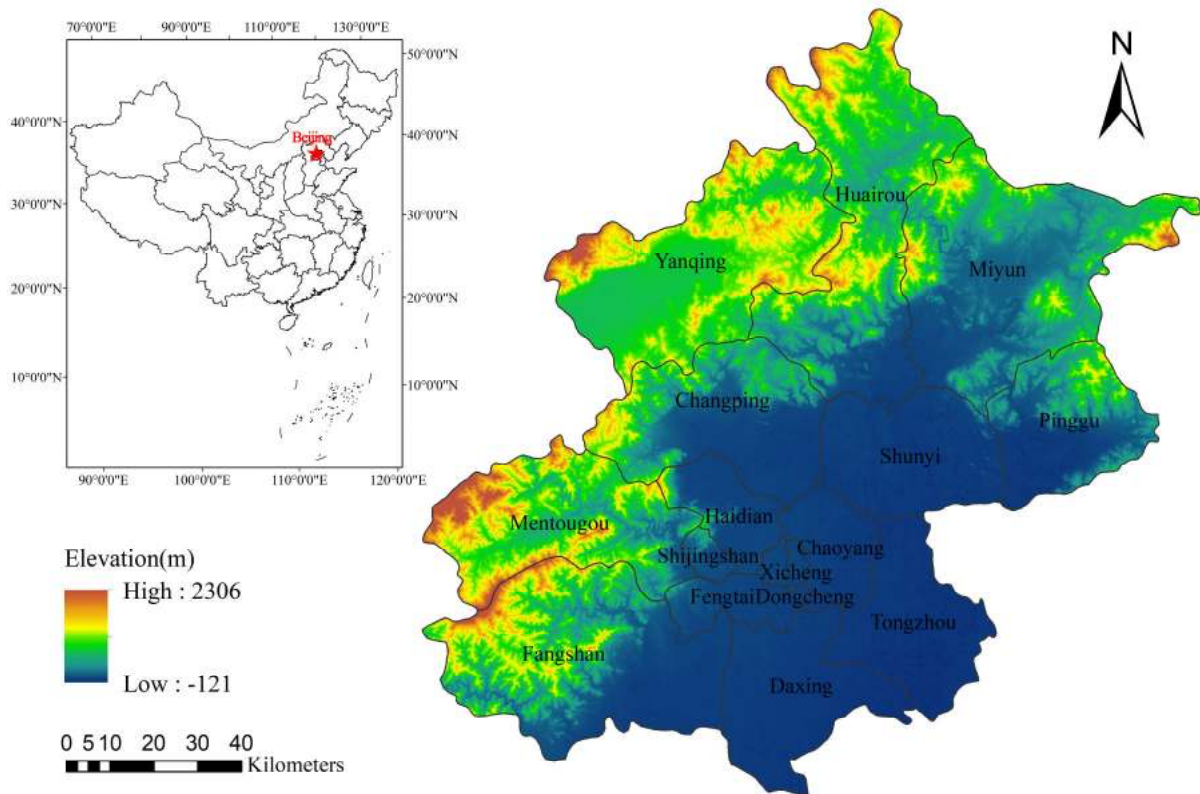 70°0'0"N 90°0'0"N 110°0'0"N 130°0'0"N
50°0'0"N
40°0'0"N
40°0'0"N
30°0'0"N
30°0'0"N
20°0'0"N
20°0'0"N
10°0'0"N
10°0'0"N
90°0'0"E 100°0'0"E 110°0'0"E 120°0'0"E
Beijing
N
Huairou
Yanqing
Miyun
Changping
Pinggu
Shunyi
Haidian
Mentougou
Chaoyang
Shijingshan
Xicheng
FengtaiDongcheng
Tongzhou
Fangshan
Daxing
Elevation(m)
High : 2306
Low : -121
0 5 10 20 30 40
Kilometers